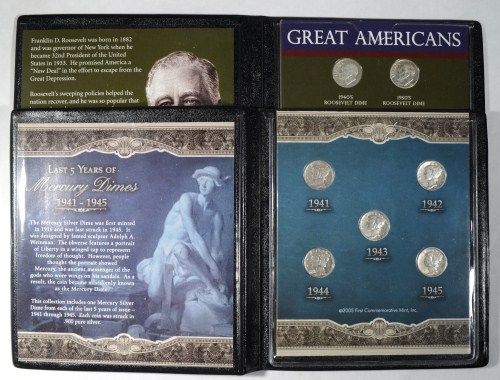 Franklin D. Roosevelt was born in 1882
and was governor of New York when he
became 32nd President of the United
States in 1933. He promised America a
"New Deal" in the effort to escape from the
Great Depression.
Roosevelt's sweeping policies helped the
nation recover, and he was so popular that
GREAT AMERICANS
1940'S
ROOSEVELT DIME
1950'S
ROOSEVELT DIME
LAST 5 YEARS OF
Mercury Dimes
1941 - 1945
The Mercury Silver Dime was first minted
in 1916 and was last struck in 1945. It
was designed by famed sculptor Adolph A.
Weinman. The obverse features a portrait
of Liberty in a winged cap to represent
freedom of thought. However, people
thought the portrait showed
Mercury, the ancient messenger of the
gods who wore wings on his sandals. As a
result, the coin became mistakenly known
as the Mercury Dime.
This collection includes one Mercury Silver
Dime from each of the last 5 years of issue -
1941 through 1945. Each coin was struck in
.900 pure silver.
1941
1942
1943
1944
1945
©2005 First Commemorative Mint, Inc.